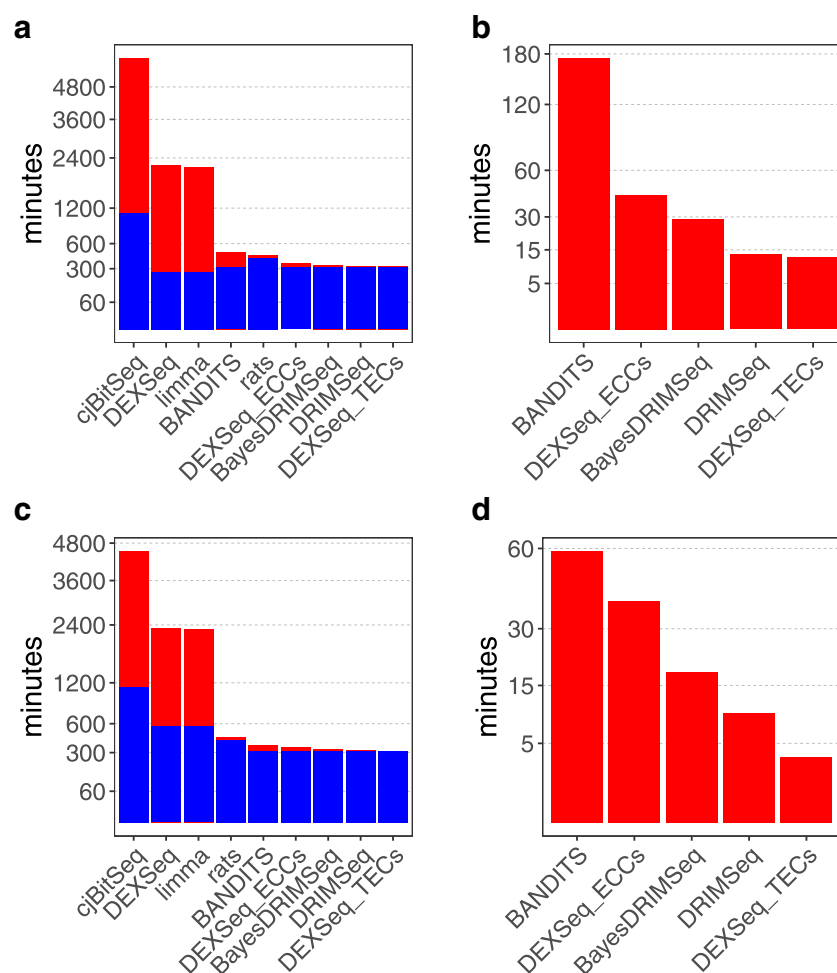 a
minutes
4800
3600
2400
1200
600
300
60
cjBitSeq
DEXSeq
limma
BANDITS
rats
DEXSeq_ECCs
BayesDRIMSeq
DRIMSeq
DEXSeq_TECs
b
minutes
180
120
60
30
15
5
BANDITS
DEXSeq_ECCs
BayesDRIMSeq
DRIMSeq
DEXSeq_TECs
c
minutes
4800
3600
2400
1200
600
300
60
cjBitSeq
DEXSeq
limma
rats
BANDITS
DEXSeq_ECCs
BayesDRIMSeq
DRIMSeq
DEXSeq_TECs
d
minutes
60
30
15
5
BANDITS
DEXSeq_ECCs
BayesDRIMSeq
DRIMSeq
DEXSeq_TECs